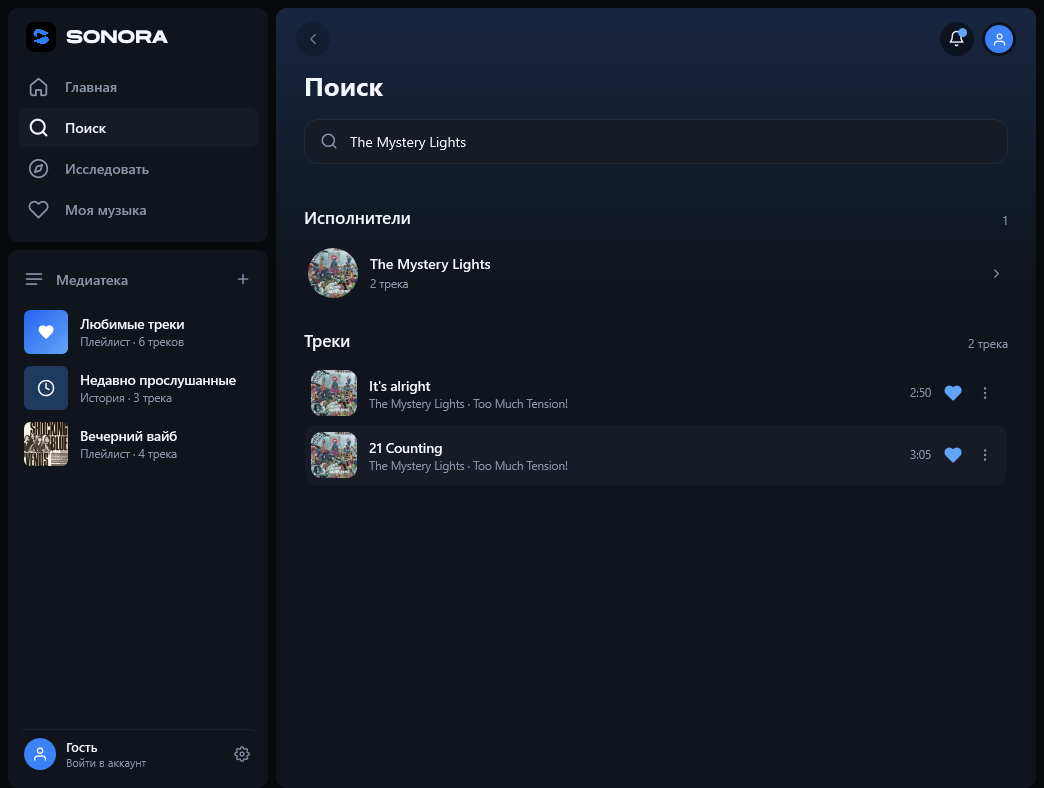 SONORA
Главная
Поиск
Исследовать
Моя музыка
Медиатека
Любимые треки
Плейлист · 6 треков
Недавно прослушанные
История · 3 трека
SHOCKING
BLUE
VENUS
Вечерний вайб
Плейлист · 4 трека
Гость
Войти в аккаунт
Поиск
The Mystery Lights
Исполнители
1
The Mystery Lights
2 трека
Треки
2 трека
It's alright
The Mystery Lights · Too Much Tension!
2:50
21 Counting
The Mystery Lights · Too Much Tension!
3:05